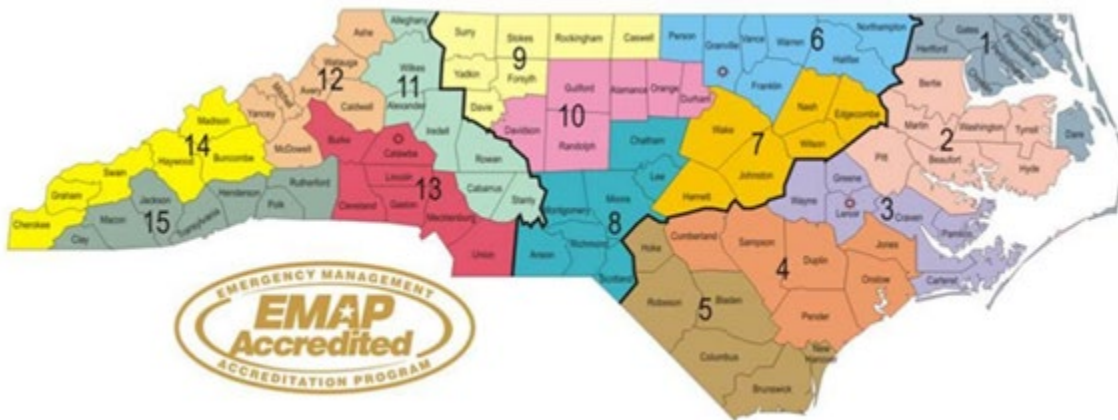 Alleghany
Ashe
Watauga
12
Wilkes
11
Avery
Mitchell
Yancey
Caldwell
Alexander
McDowell
Iredell
Rowan
Cabarrus
Stanly
Surry
Stokes
Rockingham
Caswell
9
Yadkin
Forsyth
Davie
Person
Granville
Vance
Warren
Northampton
6
Halifax
Franklin
Guilford
Alamance
Orange
Durham
10
Davidson
Randolph
Nash
Edgecombe
Wake
7
Wilson
Johnston
Harnett
Gates
Hertford
1
Bertie
Martin
Washington
Tyrrell
Dare
2
Pitt
Beaufort
Hyde
Greene
Wayne
Lenoir
3
Craven
Pamlico
Carteret
Chatham
Lee
Moore
Montgomery
8
Anson
Richmond
Scotland
Hoke
Cumberland
Sampson
Duplin
Jones
4
Onslow
Pender
Robeson
Bladen
5
Columbus
New
Hanover
Brunswick
Madison
14
Haywood
Buncombe
Swain
Graham
Cherokee
Jackson
Macon
Clay
15
Transylvania
Henderson
Polk
Rutherford
Burke
Catawba
Lincoln
13
Cleveland
Gaston
Mecklenburg
Union
EMERGENCY MANAGEMENT
EMAP
Accredited
ACCREDITATION PROGRAM